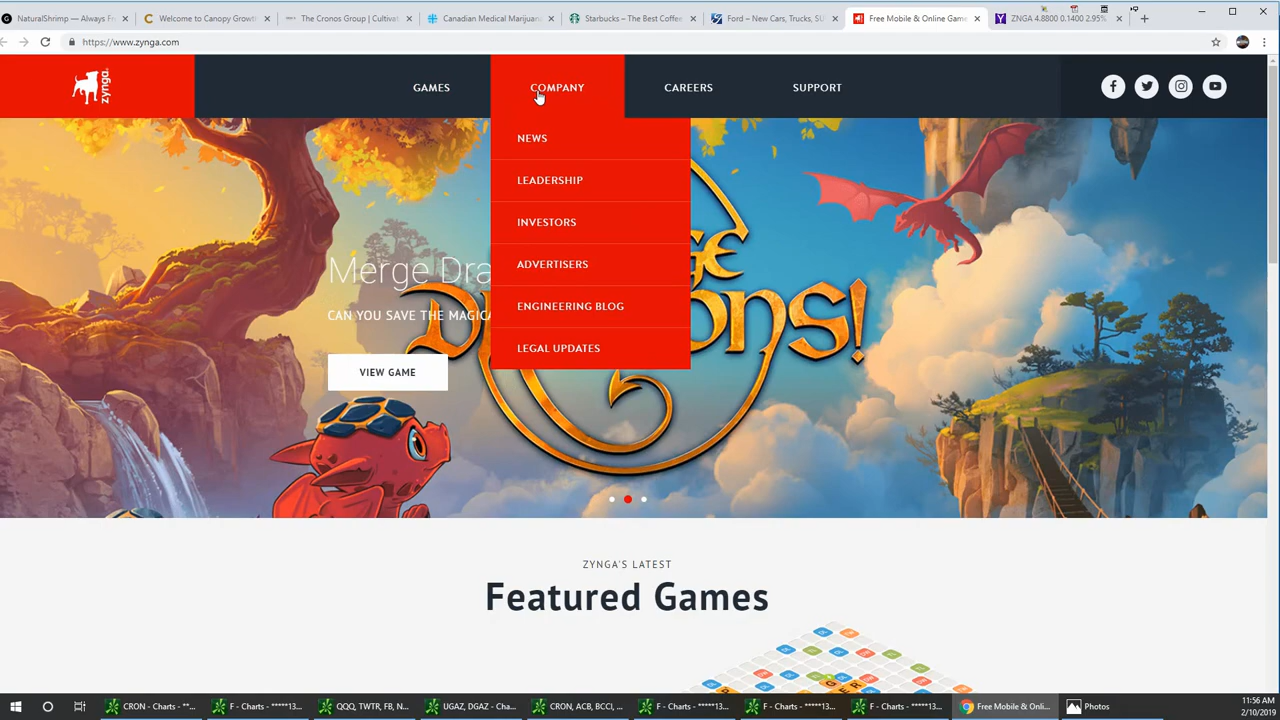 NaturalShrimp — Always Fr
Welcome to Canopy Growt
The Cronos Group | Cultivat
Canadian Medical Marijuan
Starbucks – The Best Coffee
Ford – New Cars, Trucks, SU
Free Mobile & Online Game
ZNGA 4.8800 0.1400 2.95%
https://www.zynga.com
zynga
GAMES
COMPANY
CAREERS
SUPPORT
NEWS
LEADERSHIP
INVESTORS
ADVERTISERS
ENGINEERING BLOG
LEGAL UPDATES
Merge Dra
CAN YOU SAVE THE MAGICA
VIEW GAME
ge
Dragons!
ZYNGA'S LATEST
Featured Games
CRON - Charts - **...
F - Charts - *****13...
QQQ, TWTR, FB, N...
UGAZ, DGAZ - Cha...
CRON, ACB, BCCI, ...
F - Charts - *****13...
F - Charts - *****13...
F - Charts - *****13...
Free Mobile & Onli...
Photos
11:56 AM
2/10/2019